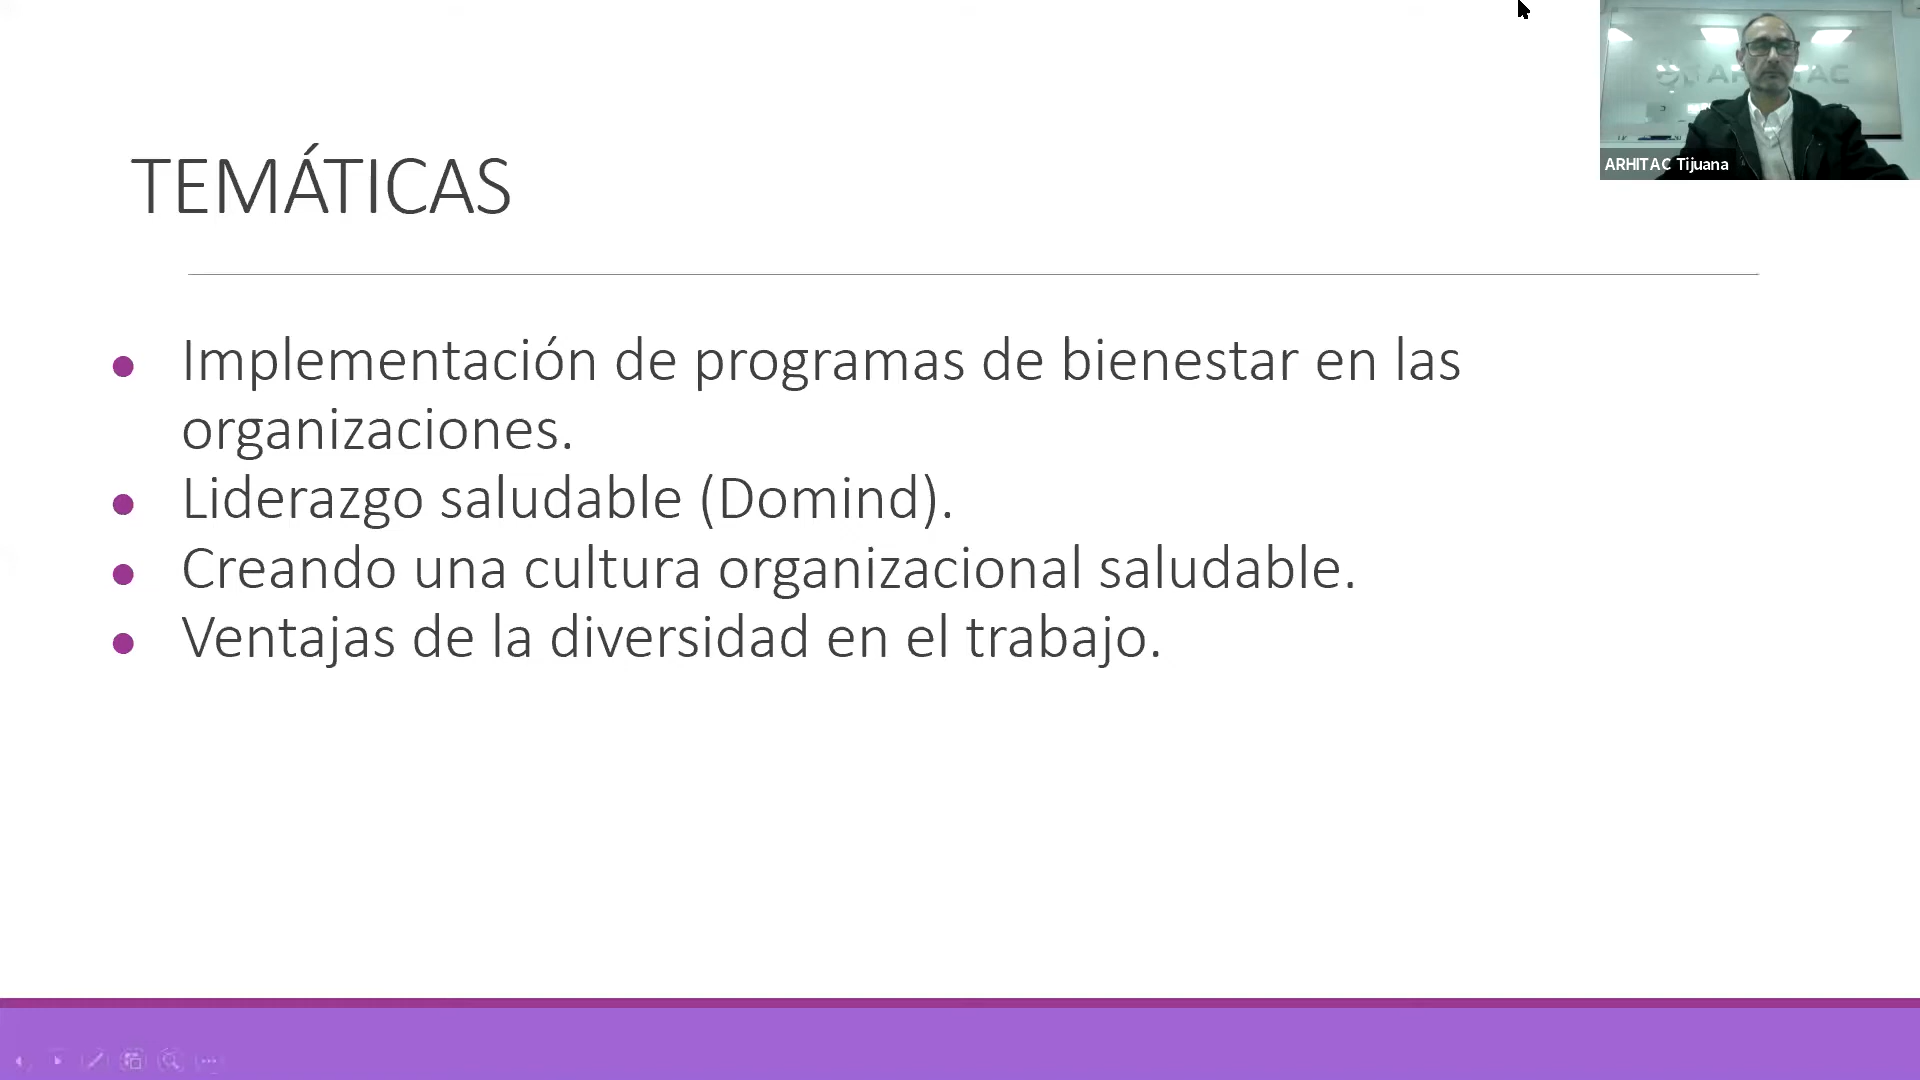 ARHITAC Tijuana
TEMÁTICAS
Implementación de programas de bienestar en las
organizaciones.
Liderazgo saludable (Domind).
Creando una cultura organizacional saludable.
Ventajas de la diversidad en el trabajo.